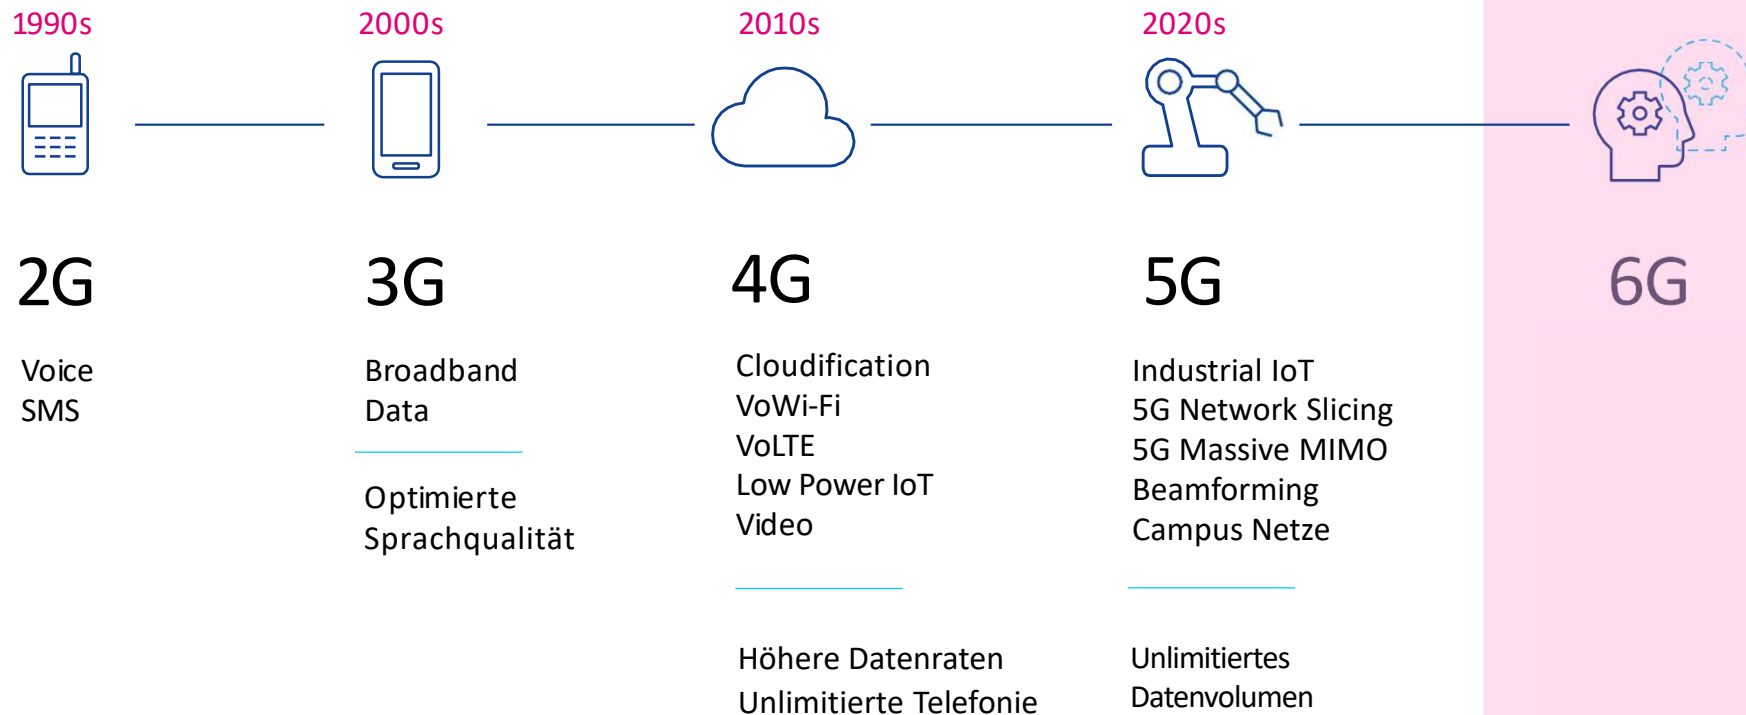 1990s
2000s
2010s
2020s
2G
3G
4G
5G
6G
Voice
SMS
Broadband
Data
Optimierte
Sprachqualität
Cloudification
VoWi-Fi
VoLTE
Low Power IoT
Video
Höhere Datenraten
Unlimitierte Telefonie
Industrial IoT
5G Network Slicing
5G Massive MIMO
Beamforming
Campus Netze
Unlimitiertes
Datenvolumen